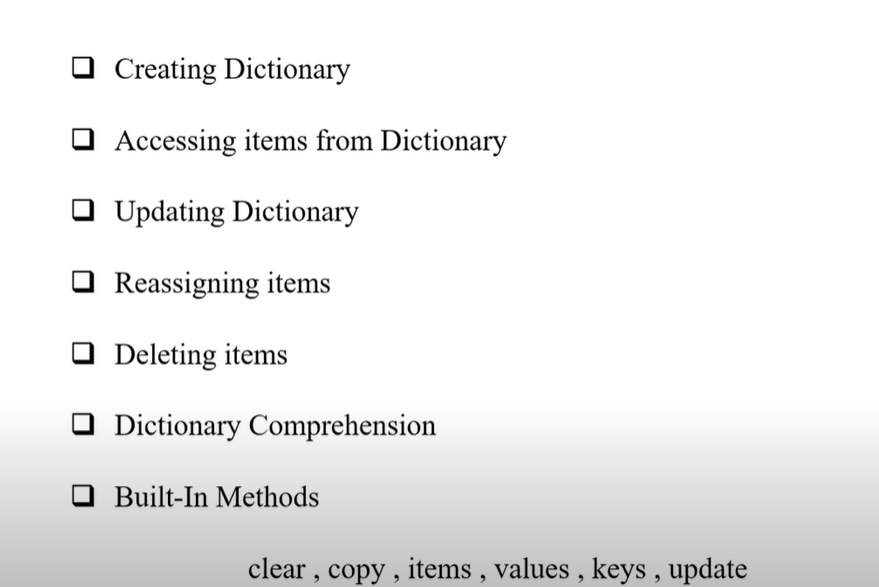 Creating Dictionary
Accessing items from Dictionary
Updating Dictionary
Reassigning items
Deleting items
Dictionary Comprehension
Built-In Methods
clear , copy , items , values , keys , update